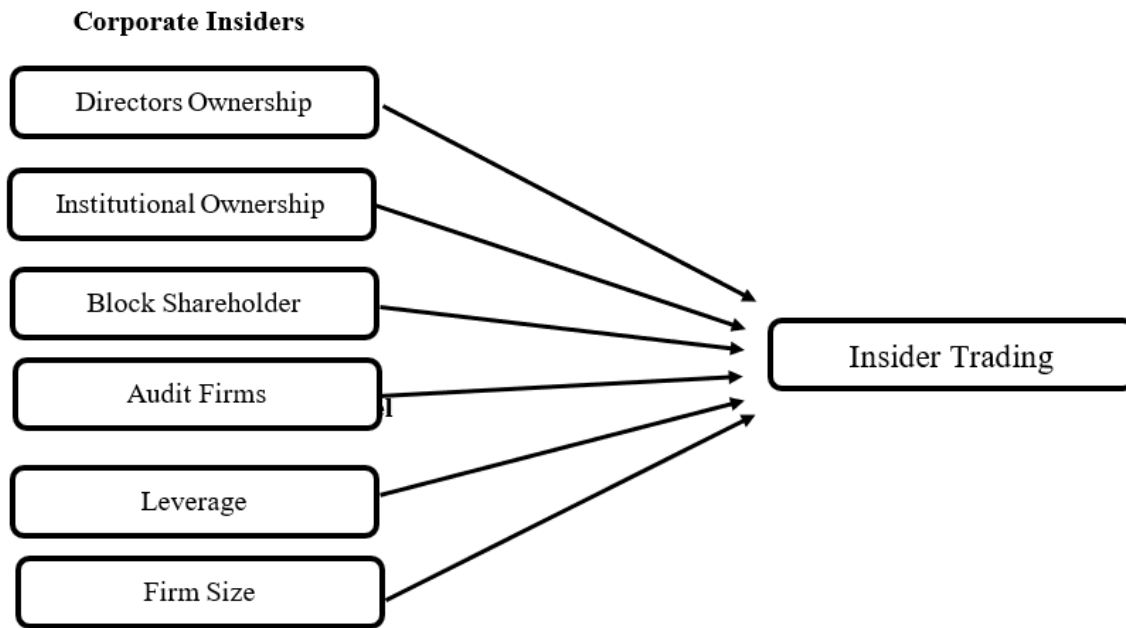 Corporate Insiders
Directors Ownership
Institutional Ownership
Block Shareholder
Insider Trading
Audit Firms
Leverage
Firm Size